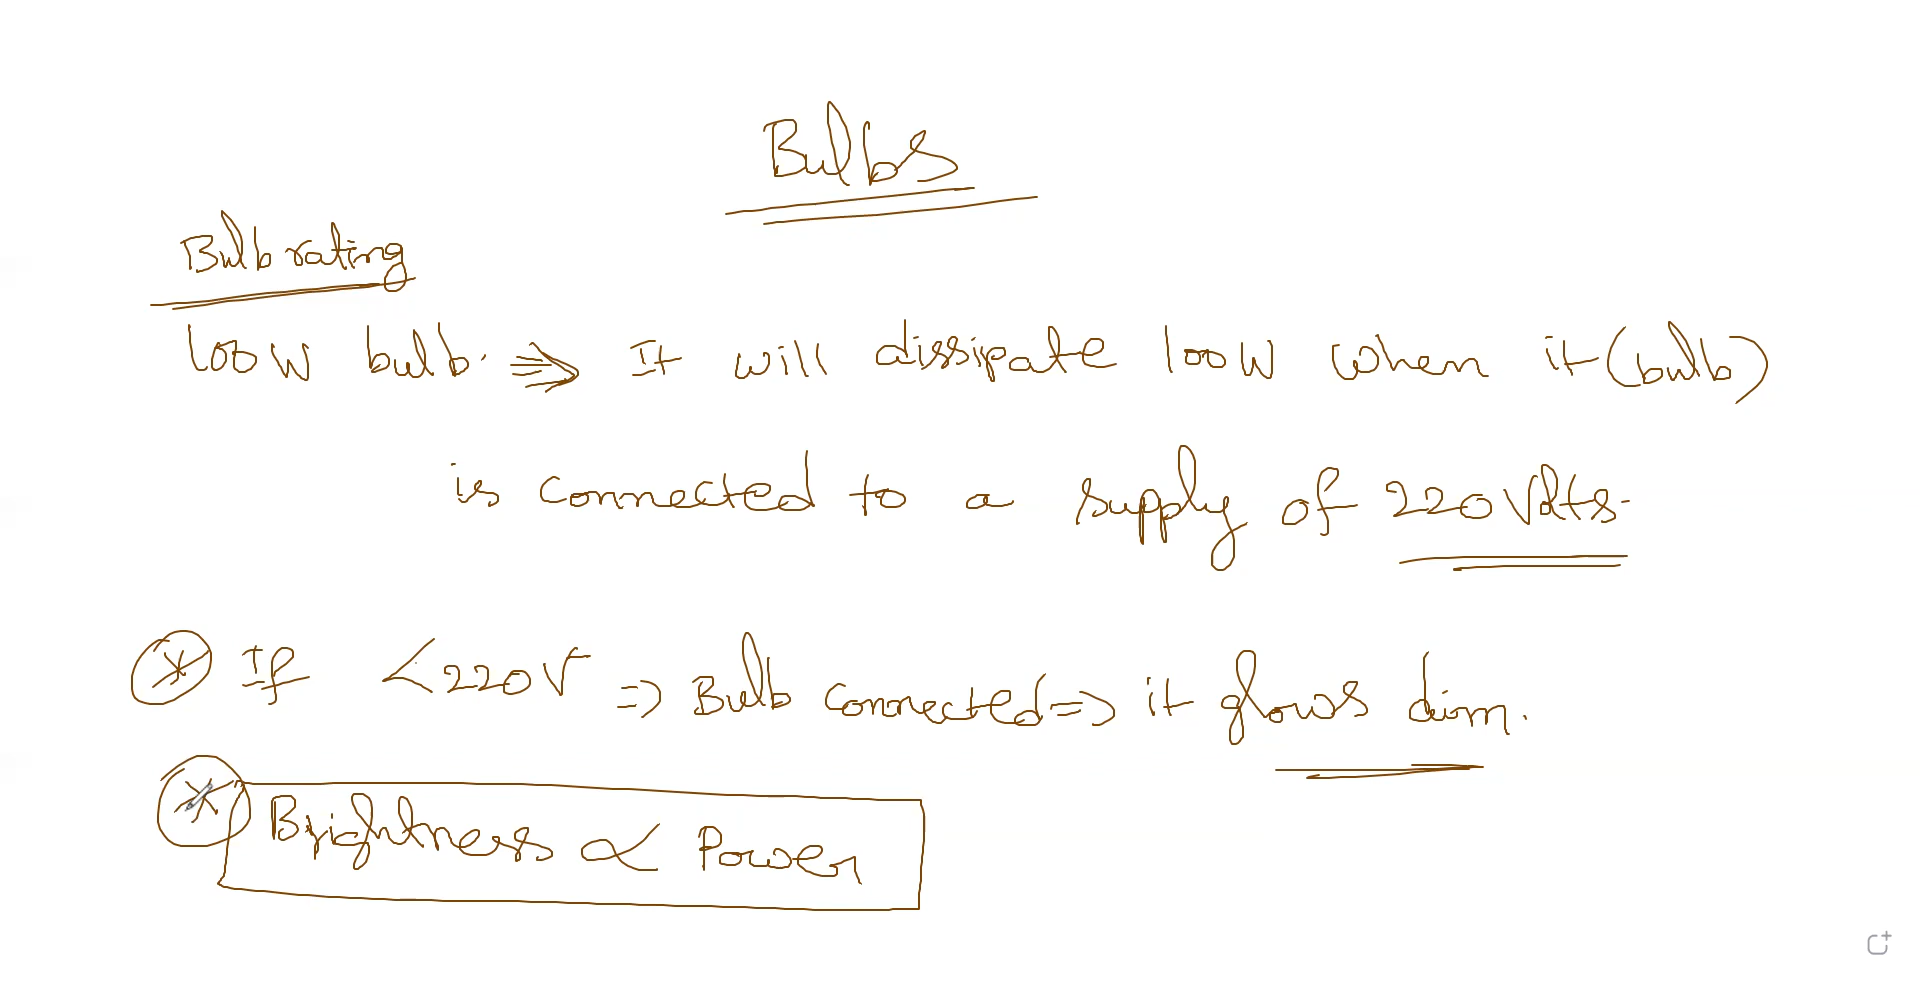 Bulbs
Bulb rating
100W bulb. ⇒ It will dissipate 100W when it (bulb)
is connected to a supply of 220 Volts.
* If <220V ⇒ Bulb connected ⇒ it glows dim.
* Brightness ∝ Power